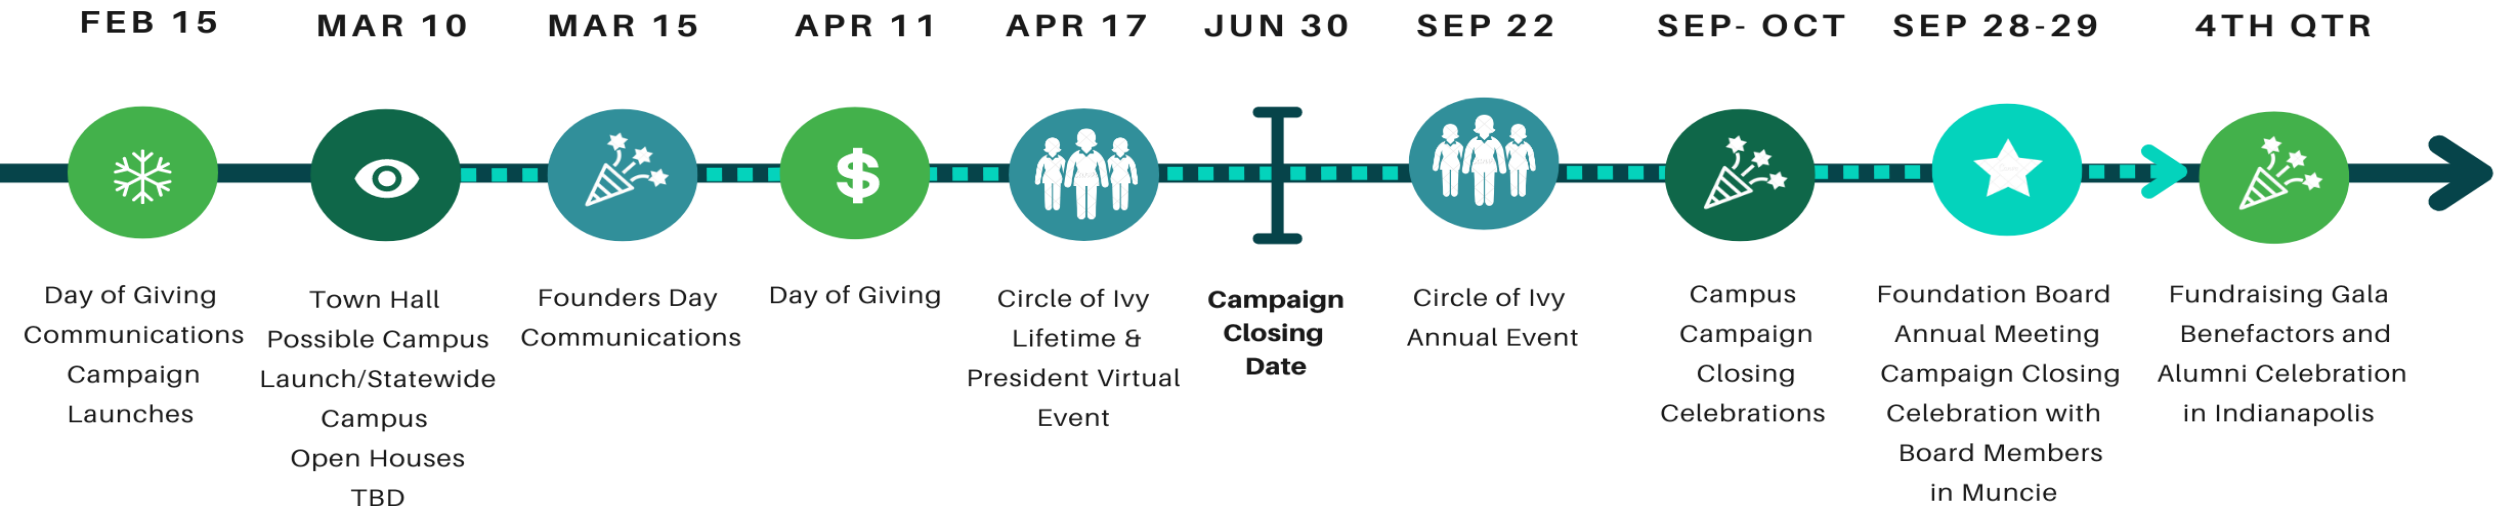 FEB 15
Day of Giving
Communications
Campaign
Launches
MAR 10
Town Hall
Possible Campus
Launch/Statewide
Campus
Open Houses
TBD
MAR 15
Founders Day
Communications
APR 11
$
Day of Giving
APR 17
Circle of Ivy
Lifetime &
President Virtual
Event
JUN 30
Campaign
Closing
Date
SEP 22
Circle of Ivy
Annual Event
SEP- OCT
Campus
Campaign
Closing
Celebrations
SEP 28-29
Foundation Board
Annual Meeting
Campaign Closing
Celebration with
Board Members
in Muncie
4TH QTR
Fundraising Gala
Benefactors and
Alumni Celebration
in Indianapolis